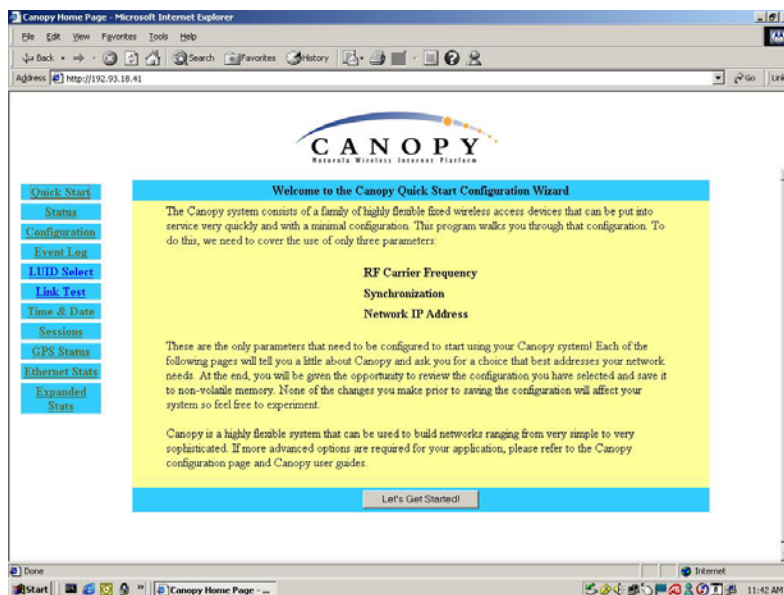 Canopy Home Page - Microsoft Internet Explorer
File Edit View Favorites Tools Help
Back Search Favorites History
Address http://192.93.18.41 Go Link
CANOPY
Motorola Wireless Internet Platform
Quick Start
Status
Configuration
Event Log
LUID Select
Link Test
Time & Date
Sessions
GPS Status
Ethernet Stats
Expanded
Stats
Welcome to the Canopy Quick Start Configuration Wizard
The Canopy system consists of a family of highly flexible fixed wireless access devices that can be put into
service very quickly and with a minimal configuration. This program walks you through that configuration. To
do this, we need to cover the use of only three parameters:
RF Carrier Frequency
Synchronization
Network IP Address
These are the only parameters that need to be configured to start using your Canopy system! Each of the
following pages will tell you a little about Canopy and ask you for a choice that best addresses your network
needs. At the end, you will be given the opportunity to review the configuration you have selected and save it
to non-volatile memory. None of the changes you make prior to saving the configuration will affect your
system so feel free to experiment.
Canopy is a highly flexible system that can be used to build networks ranging from very simple to very
sophisticated. If more advanced options are required for your application, please refer to the Canopy
configuration page and Canopy user guides.
Let's Get Started!
Done Internet
Start Canopy Home Page - ... 11:42 AM